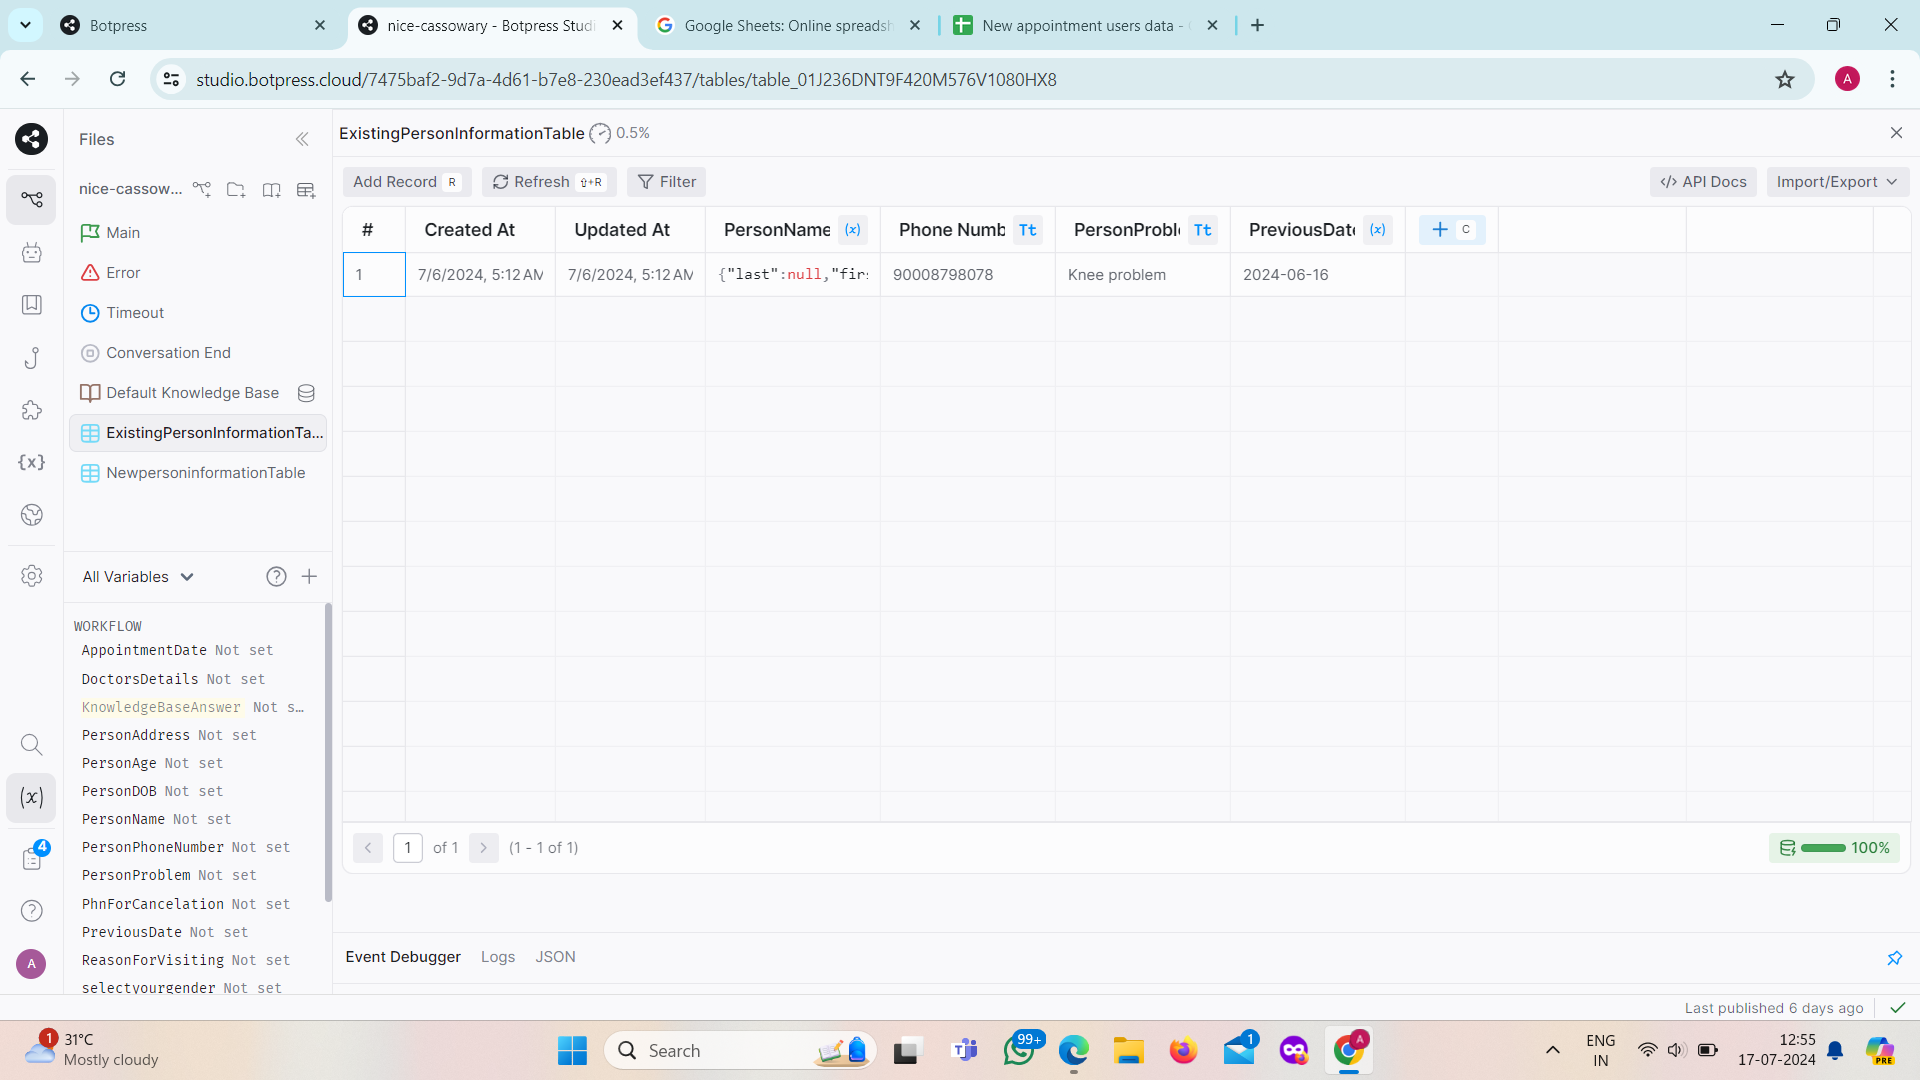 Botpress
nice-cassowary - Botpress Studi
Google Sheets: Online spreadsh
New appointment users data -
studio.botpress.cloud/7475baf2-9d7a-4d61-b7e8-230ead3ef437/tables/table_01J236DNT9F420M576V1080HX8
A
Files
ExistingPersonInformationTable 0.5%
nice-cassow...
Add Record R
Refresh ⇧+R
Filter
</> API Docs
Import/Export
Main
Error
Timeout
Conversation End
Default Knowledge Base
ExistingPersonInformationTa...
NewpersoninformationTable
# Created At Updated At PersonName (x) Phone Numb Tt PersonProbl Tt PreviousDate (x) + C
1 7/6/2024, 5:12 AM 7/6/2024, 5:12 AM {"last":null,"fir 90008798078 Knee problem 2024-06-16
{x}
All Variables
WORKFLOW
AppointmentDate Not set
DoctorsDetails Not set
KnowledgeBaseAnswer Not s...
PersonAddress Not set
PersonAge Not set
PersonDOB Not set
PersonName Not set
PersonPhoneNumber Not set
PersonProblem Not set
PhnForCancelation Not set
PreviousDate Not set
ReasonForVisiting Not set
selectyourgender Not set
(x)
4
A
1 of 1 (1 - 1 of 1)
100%
Event Debugger Logs JSON
Last published 6 days ago
1
31°C
Mostly cloudy
Search
99+
1
A
ENG
IN
12:55
17-07-2024
PRE